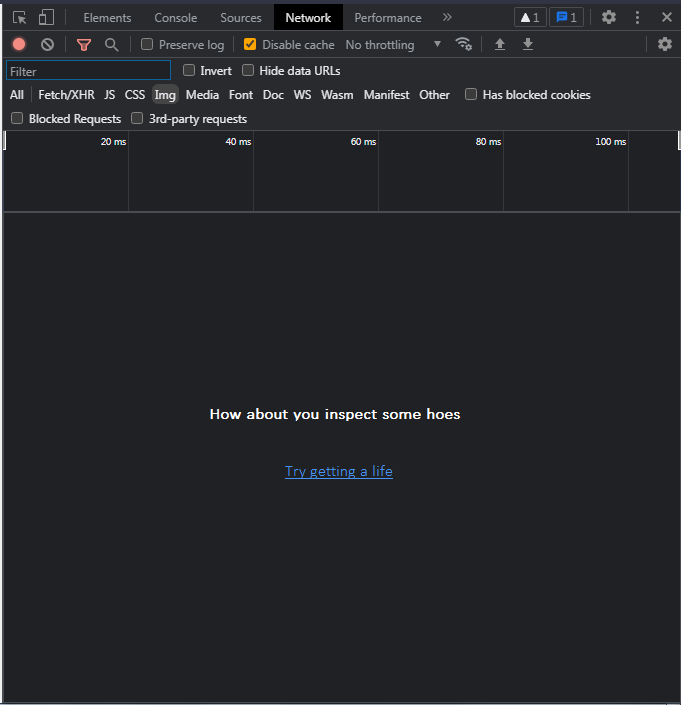 Elements Console Sources Network Performance » 1 1
Preserve log Disable cache No throttling
Filter Invert Hide data URLs
All Fetch/XHR JS CSS Img Media Font Doc WS Wasm Manifest Other Has blocked cookies
Blocked Requests 3rd-party requests
20 ms 40 ms 60 ms 80 ms 100 ms
How about you inspect some hoes
Try getting a life